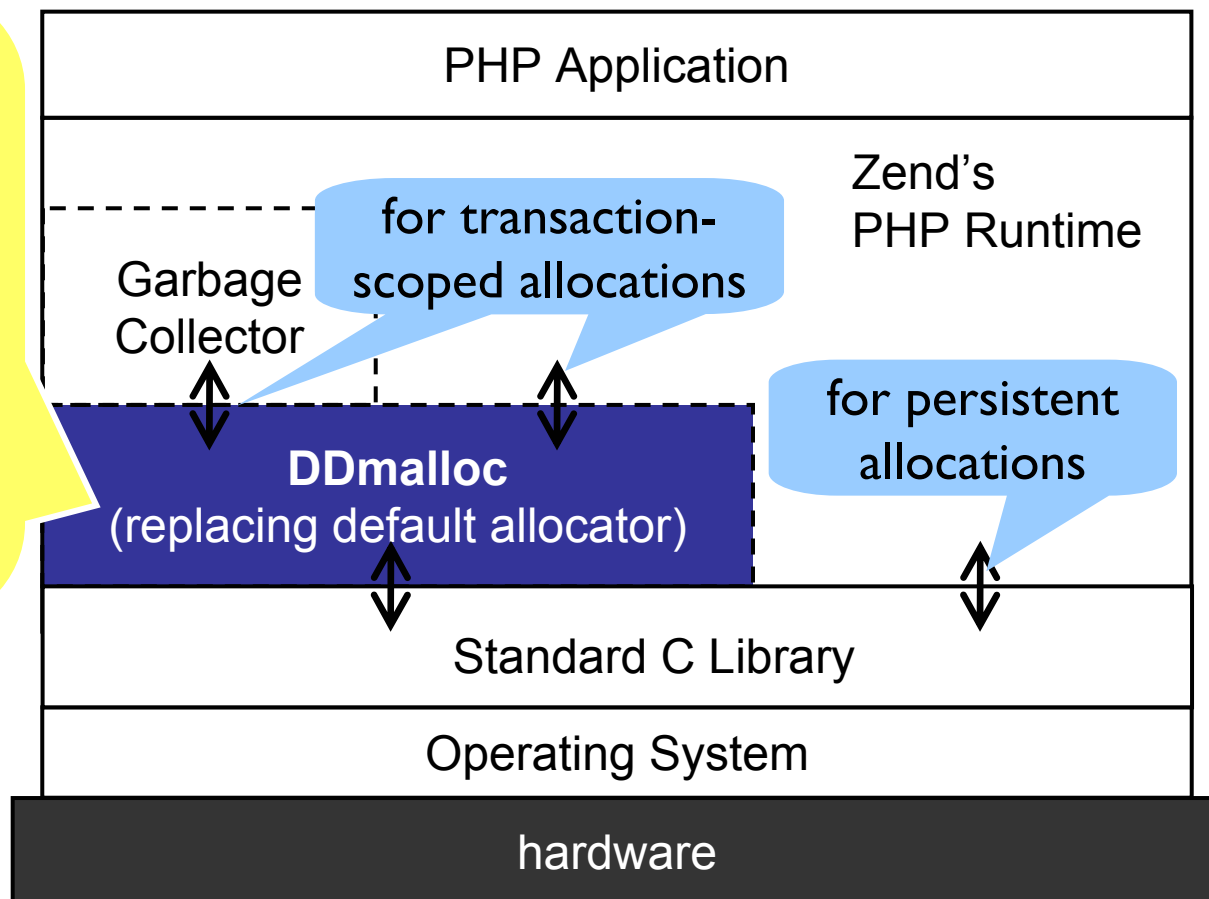 PHP Application
Zend’s
PHP Runtime
for transaction-
scoped allocations
Garbage
Collector
for persistent
allocations
DDmalloc
(replacing default allocator)
Standard C Library
Operating System
hardware